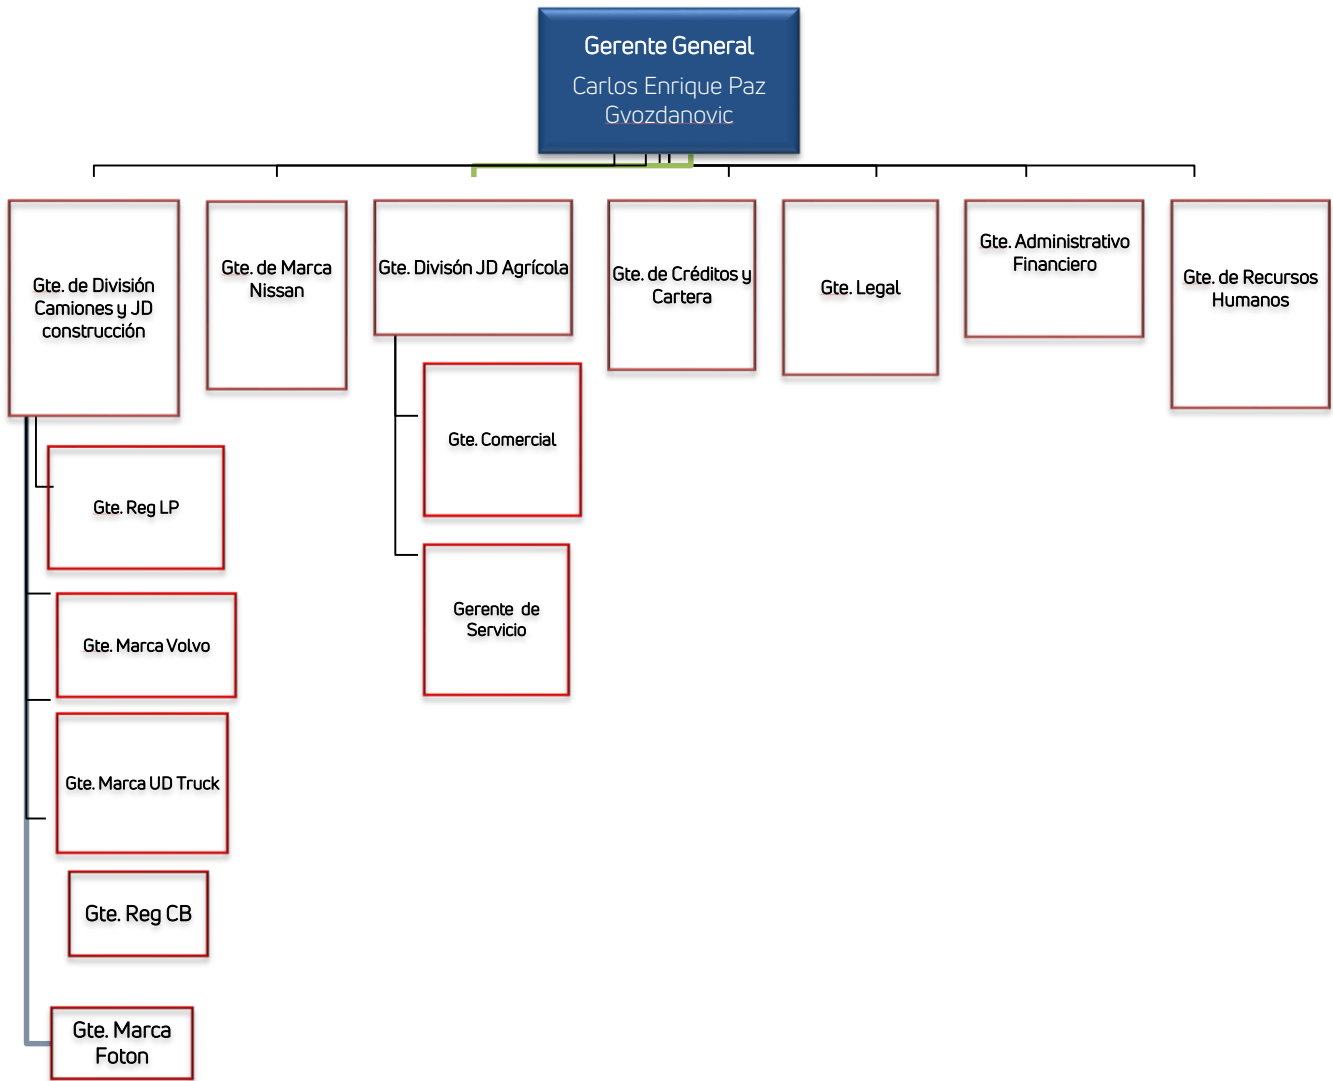 Gerente General
Carlos Enrique Paz
Gvozdanovic
Gte. de División
Camiones y JD
construcción
Gte. de Marca
Nissan
Gte. Divisón JD Agrícola
Gte. de Créditos y
Cartera
Gte. Legal
Gte. Administrativo
Financiero
Gte. de Recursos
Humanos
Gte. Reg LP
Gte. Marca Volvo
Gte. Marca UD Truck
Gte. Reg CB
Gte. Marca
Foton
Gte. Comercial
Gerente de
Servicio